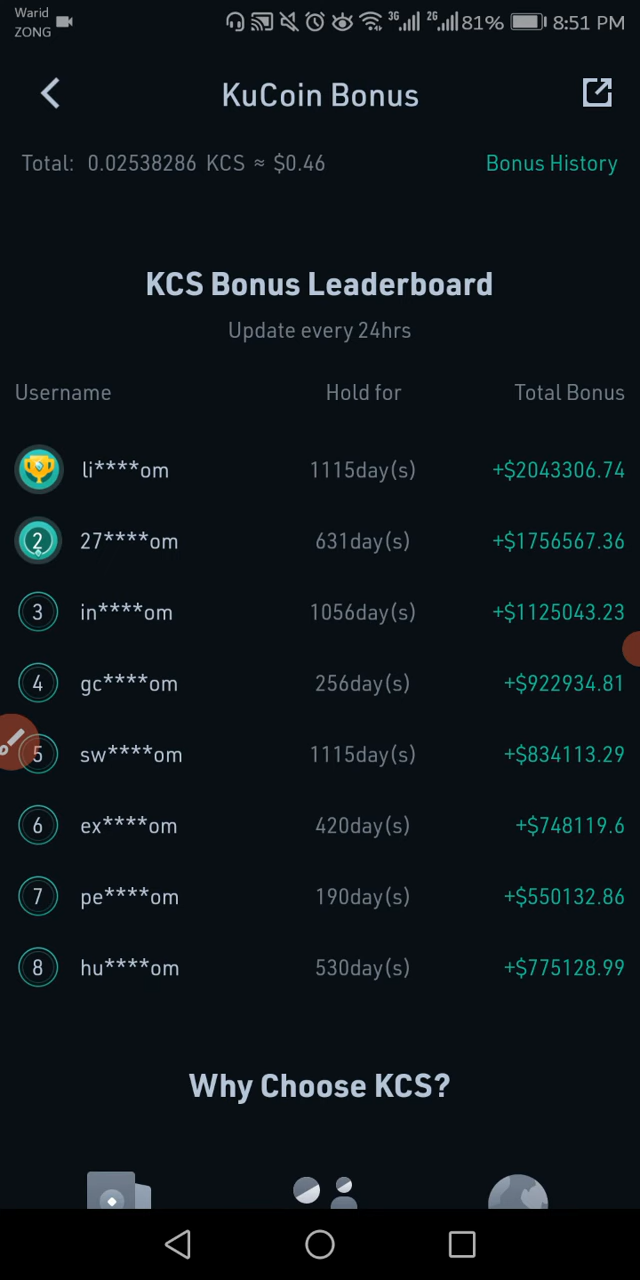 Warid
ZONG
3G 2G 81% 8:51 PM
KuCoin Bonus
Total: 0.02538286 KCS ≈ $0.46 Bonus History
KCS Bonus Leaderboard
Update every 24hrs
Username Hold for Total Bonus
li****om 1115day(s) +$2043306.74
2 27****om 631day(s) +$1756567.36
3 in****om 1056day(s) +$1125043.23
4 gc****om 256day(s) +$922934.81
5 sw****om 1115day(s) +$834113.29
6 ex****om 420day(s) +$748119.6
7 pe****om 190day(s) +$550132.86
8 hu****om 530day(s) +$775128.99
Why Choose KCS?